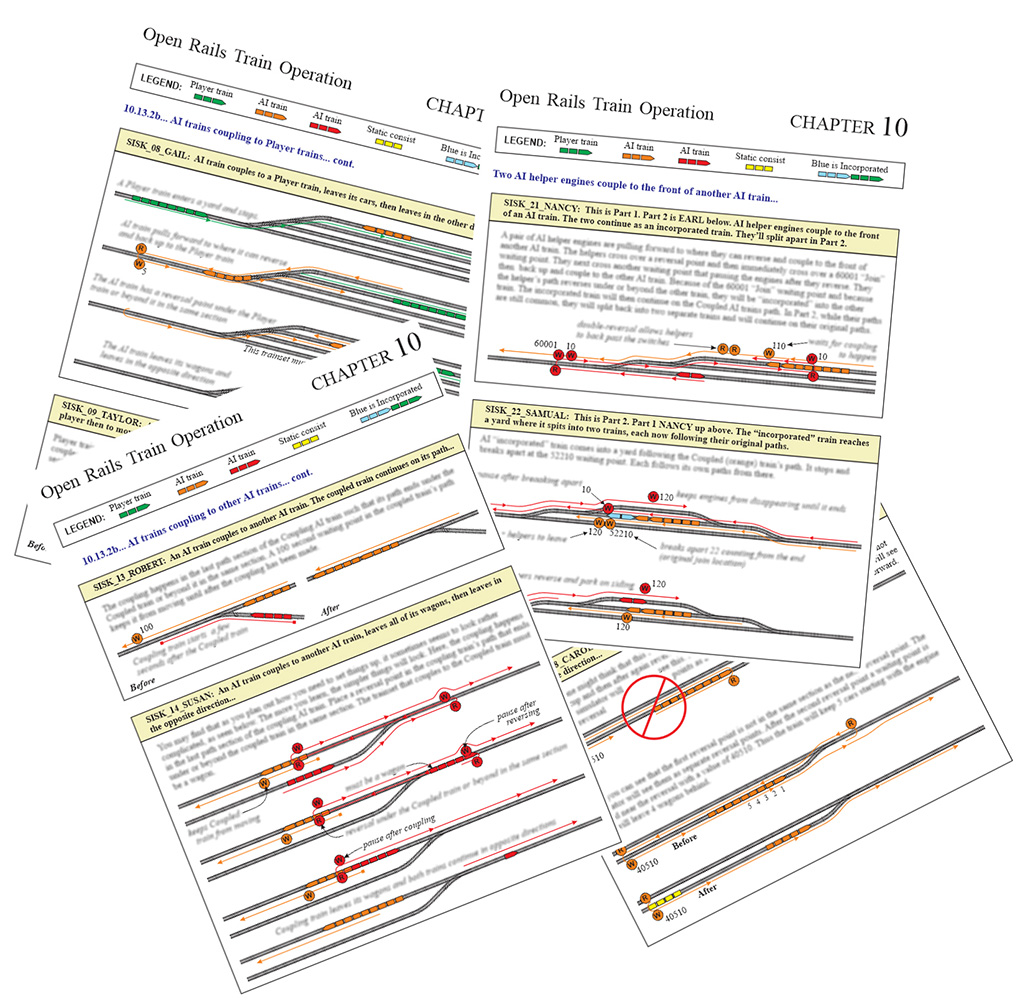 Open Rails Train Operation
CHAPT
LEGEND: Player train AI train AI train Static consist Blue is Inc
10.13.2b... AI trains coupling to Player trains... cont.
SISK_08_GAIL: AI train couples to a Player train, leaves its cars, then leaves in the other d
A Player train enters a yard and stops.
AI train pulls forward to where it can reverse
and back up to the Player train
R
W
5
The AI train has a reversal point under the Player
train or beyond it in the same section
This trainset m
The AI train leaves its wagons and
leaves in the opposite direction
SISK_09_TAYLOR:
player then to mov
Player tra
couple
Befo
Open Rails Train Operation
CHAPTER 10
LEGEND: Player train AI train AI train Static consist Blue is Incorporated
Two AI helper engines couple to the front of another AI train...
SISK_21_NANCY: This is Part 1. Part 2 is EARL below. AI helper engines couple to the front
of an AI train. The two continue as an incorporated train. They'll split apart in Part 2.
A pair of AI helper engines are pulling forward to where they can reverse and couple to the front of
another AI train. The helpers cross over a reversal point and then immediately cross over a 60001 "Join"
waiting point. They next cross another waiting point that pausing the engines after they reverse. They
then back up and couple to the other AI train. Because of the 60001 "Join" waiting point and because
the helper's path reverses under or beyond the other train, they will be "incorporated" into the other
train. The incorporated train will then continue on the Coupled AI trains path. In Part 2, while their paths
are still common, they will split back into two separate trains and will continue on their original paths.
double-reversal allows helpers
to back past the switches
R R
W 110
waits for coupling
to happen
60001 10
W W
R
W 10
R
SISK_22_SAMUAL: This is Part 2. Part 1 NANCY up above. The "incorporated" train reaches
a yard where it spits into two trains, each now following their original paths.
AI "incorporated" train comes into a yard following the Coupled (orange) train's path. It stops and
breaks apart at the 52210 waiting point. Each follows its own paths from there.
pause after breaking apart
10
W
W 120
keeps engines from disappearing until it ends
W W
120 52210
helpers to leave
breaks apart 22 counting from the end
(original join location)
ers reverse and park on siding
W 120
W
120
Open Rails Train Operation
CHAPTER 10
LEGEND: Player train AI train AI train Static consist Blue is Incorporated
10.13.2b... AI trains coupling to other AI trains... cont.
SISK_13_ROBERT: An AI train couples to another AI train. The coupled train continues on its path...
The coupling happens in the last path section of the Coupling AI train such that its path ends under the
Coupled train or beyond it in the same section. A 100 second waiting point in the coupled train's path
keeps it from moving until after the coupling has been made.
W 100
Coupling train starts a few
seconds after the Coupled train
Before
After
SISK_14_SUSAN: An AI train couples to another AI train, leaves all of its wagons, then leaves in
the opposite direction...
You may find that as you plan out how you need to set things up, it sometimes seems to look rather
complicated, as seen below. The more you test, the simpler things will look. Here, the coupling happens
in the last path section of the coupling AI train. Place a reversal point in the coupling train's path that ends
under or beyond the coupled train in the same section. The trainset that couples to the Coupled train must
be a wagon.
W
R
W
R
W
keeps Coupled
train from moving
pause after
reversing
must be a wagon
W
R
W
R
W
reversal under the Coupled train or beyond in the same section
pause after coupling
W
R
W
Coupling train leaves its wagons and both trains continue in opposite directions
8_CAROL
e direction...
R
510
you can see that the first reversal point is not in the same section as the
d near the reversal with a value of 40510. Thus the train will keep 7 cars starting with the engine
still leave 4 wagons behind.
R
5 4 3 2 1
R
W 40510
Before
R
W 40510
After
not
will see
erward.